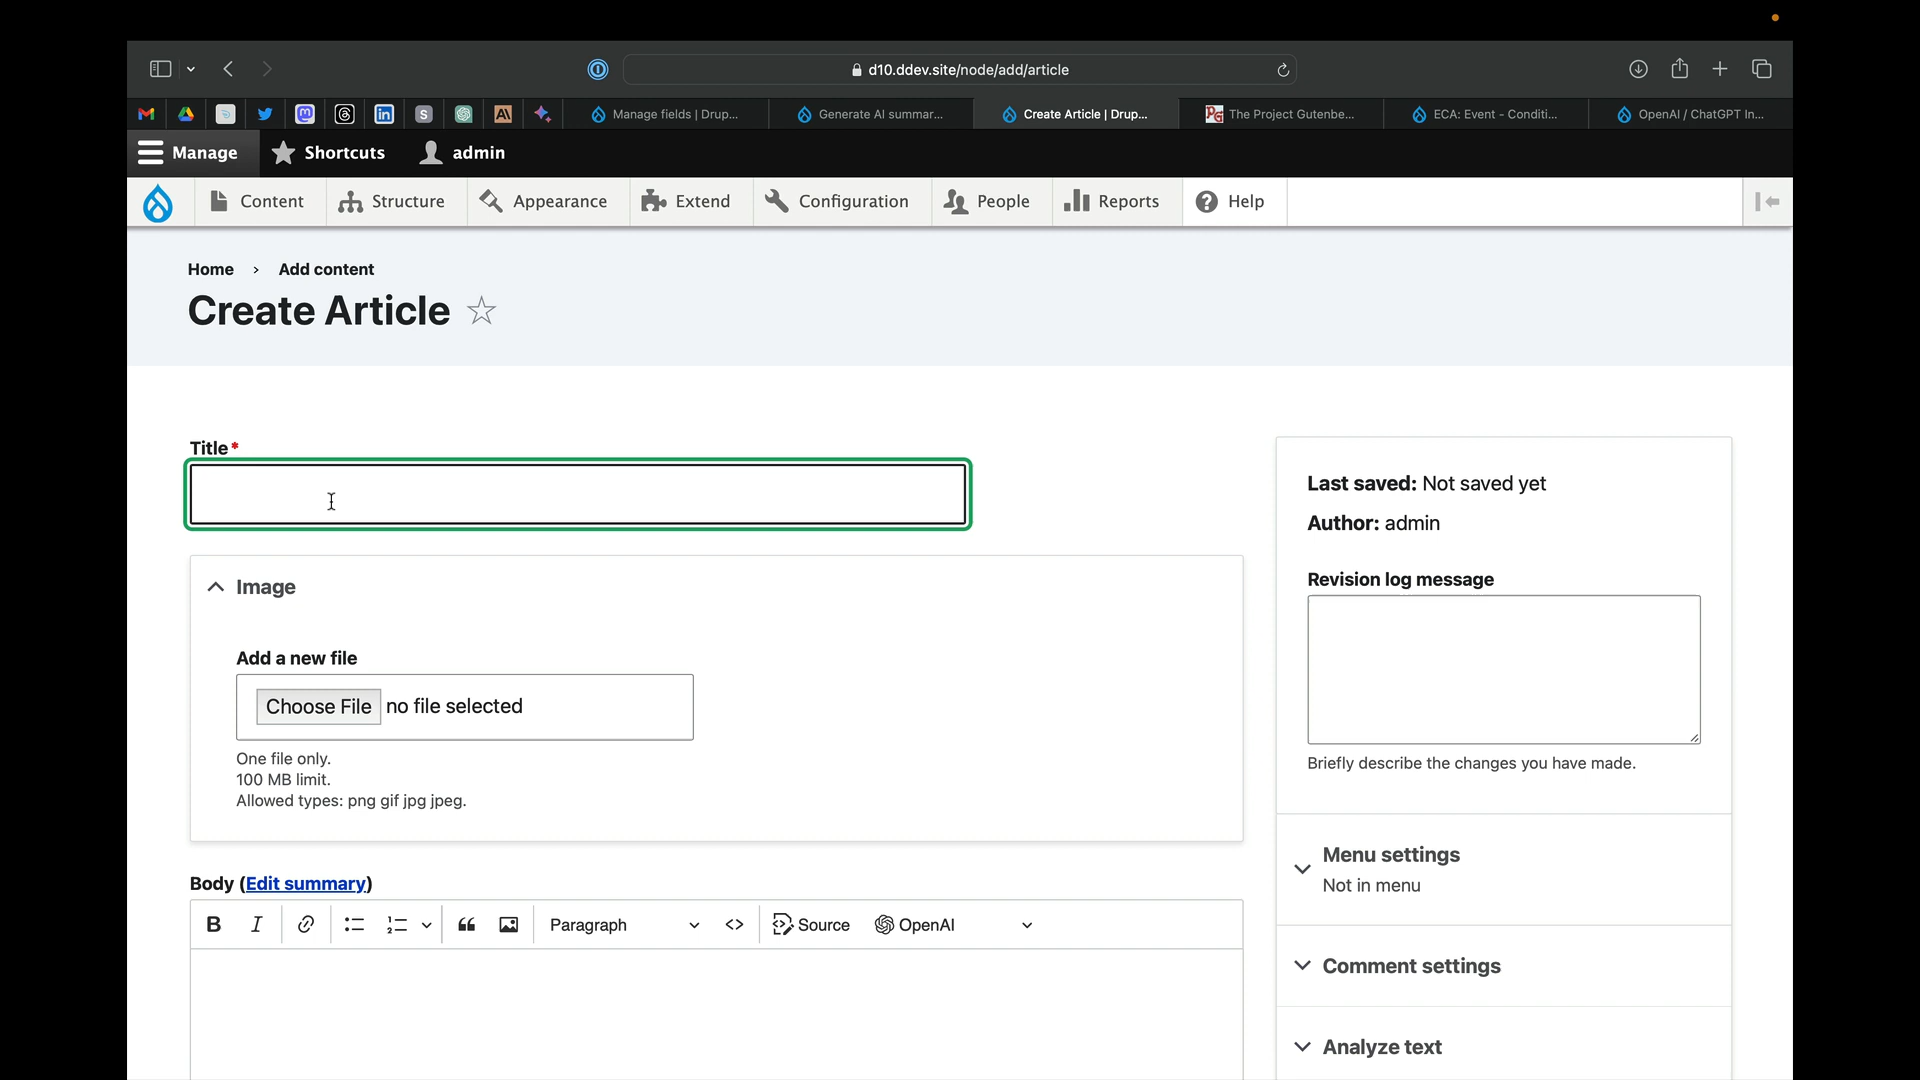 d10.ddev.site/node/add/article
Manage fields | Drup...
Generate AI summar...
Create Article | Drup...
The Project Gutenbe...
ECA: Event - Conditi...
OpenAI / ChatGPT In...
Manage
Shortcuts
admin
Content
Structure
Appearance
Extend
Configuration
People
Reports
Help
Home › Add content
Create Article
Title*
Image
Add a new file
Choose File no file selected
One file only.
100 MB limit.
Allowed types: png gif jpg jpeg.
Body (Edit summary)
B I Paragraph <> Source OpenAI
Last saved: Not saved yet
Author: admin
Revision log message
Briefly describe the changes you have made.
Menu settings
Not in menu
Comment settings
Analyze text